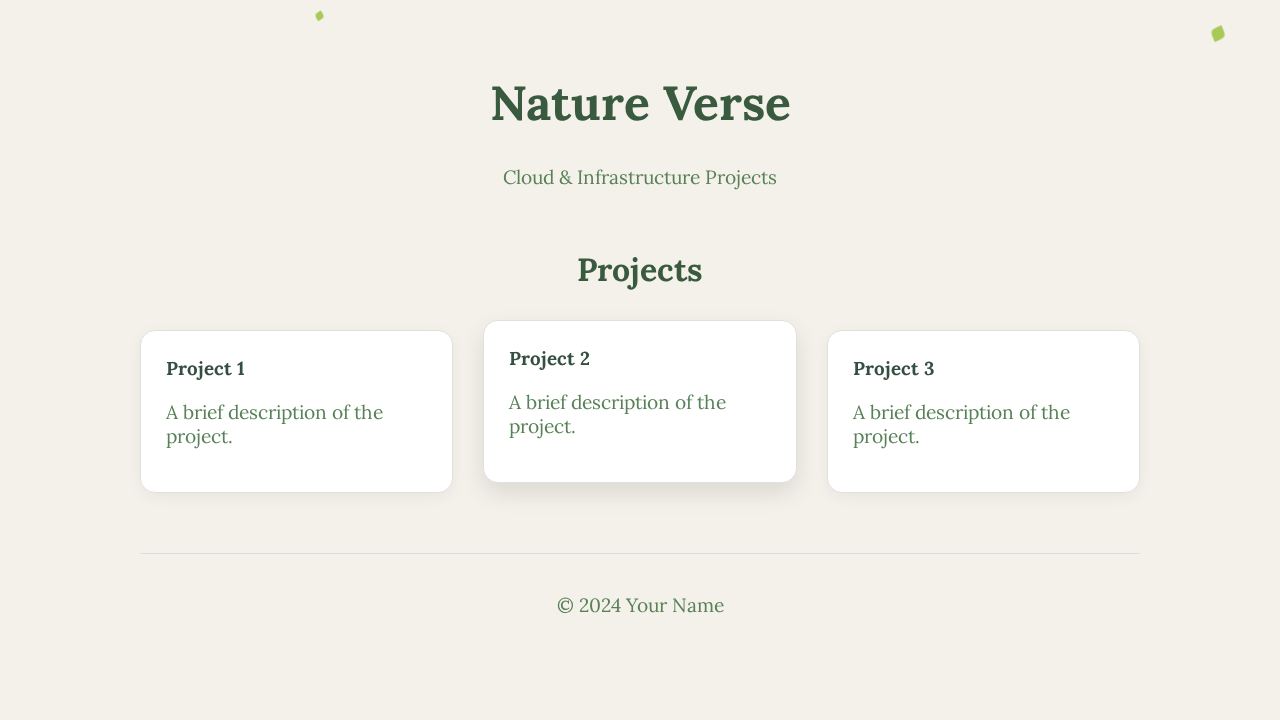 Nature Verse
Cloud & Infrastructure Projects
Projects
Project 1
A brief description of the
project.
Project 2
A brief description of the
project.
Project 3
A brief description of the
project.
© 2024 Your Name